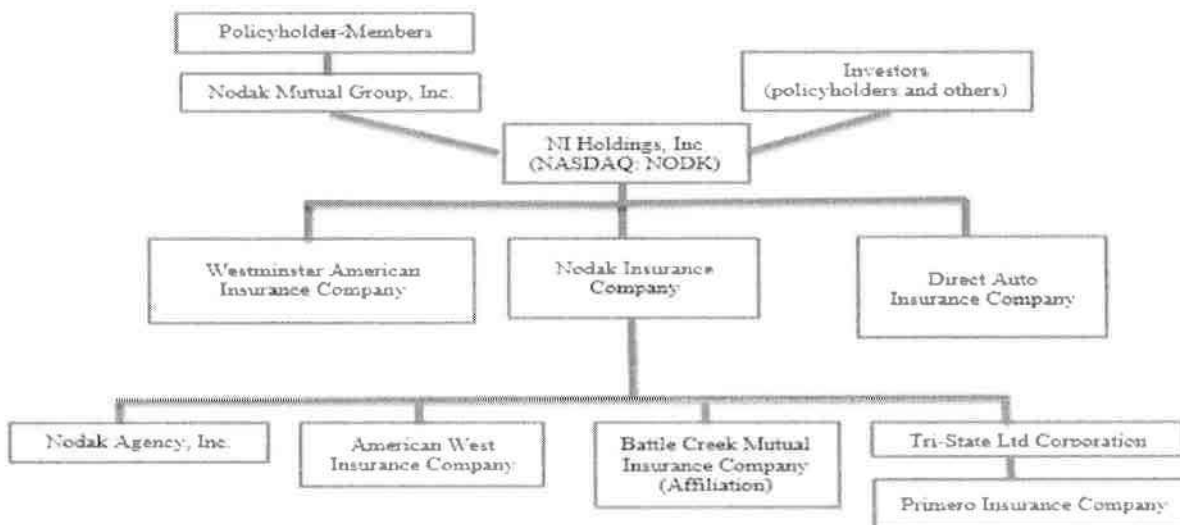 Policyholder-Members
Nodak Mutual Group, Inc.
Investors
(policyholders and others)
NI Holdings, Inc
(NASDAQ: NODK)
Westminster American
Insurance Company
Nodak Insurance
Company
Direct Auto
Insurance Company
Nodak Agency, Inc.
American West
Insurance Company
Battle Creek Mutual
Insurance Company
(Affiliation)
Tri-State Ltd Corporation
Primero Insurance Company